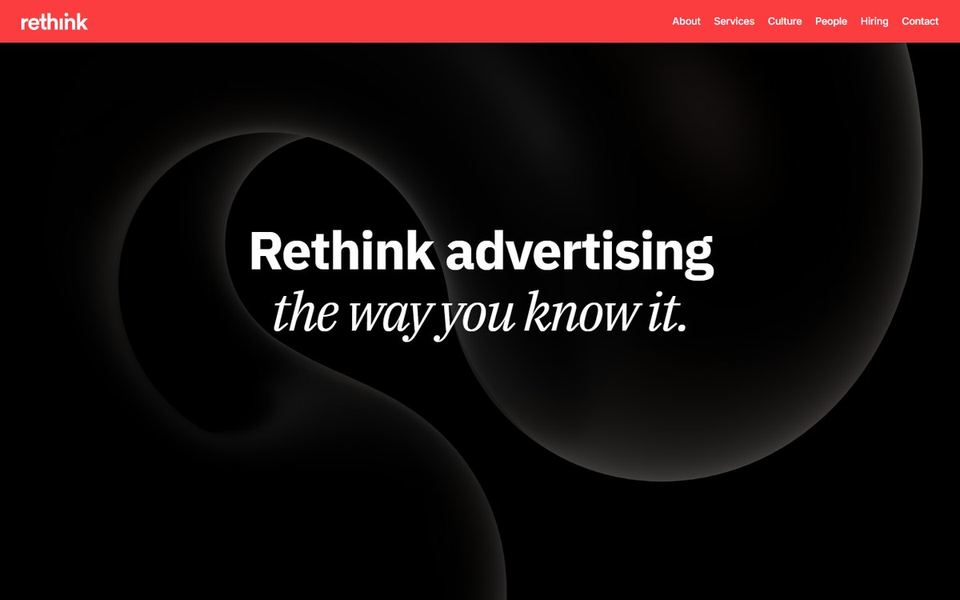 rethink
About Services Culture People Hiring Contact
Rethink advertising
the way you know it.